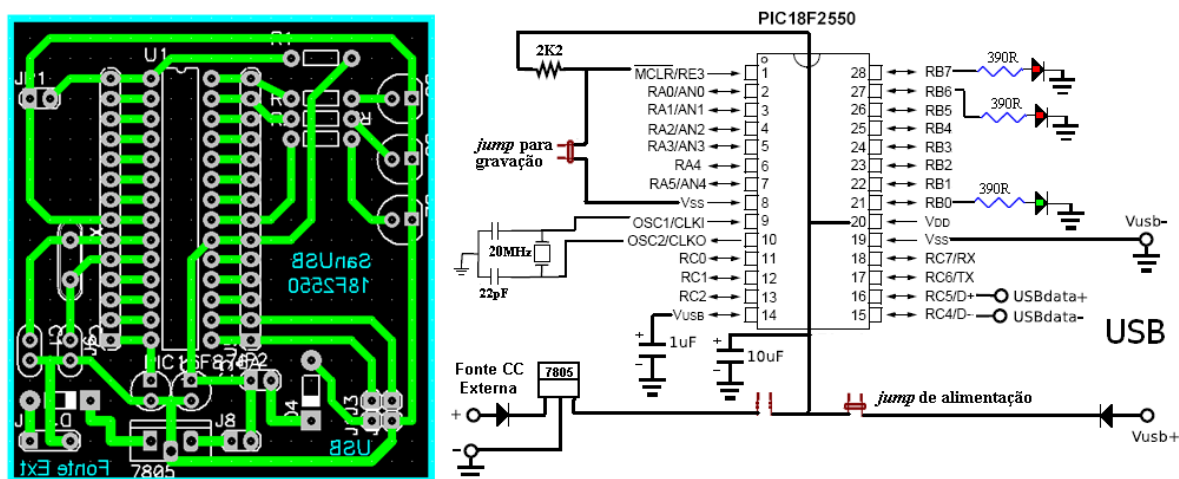 U1
R1
JP1
R
R
SanUSB
18F2550
PIC16F876A
J8
JJ3
D4
USB
J
D
Fonte Ext
7805
PIC18F2550
2K2
jump para
gravação
MCLR/RE3
RA0/AN0
RA1/AN1
RA2/AN2
RA3/AN3
RA4
RA5/AN4
Vss
OSC1/CLKI
OSC2/CLKO
RC0
RC1
RC2
VUSB
1
2
3
4
5
6
7
8
9
10
11
12
13
14
28
27
26
25
24
23
22
21
20
19
18
17
16
15
RB7
RB6
RB5
RB4
RB3
RB2
RB1
RB0
VDD
Vss
RC7/RX
RC6/TX
RC5/D+
RC4/D-
390R
390R
390R
Vusb-
USBdata+
USBdata-
USB
20MHz
22pF
+
1uF
-
+
10uF
-
Fonte CC
Externa
7805
+
-
jump de alimentação
Vusb+